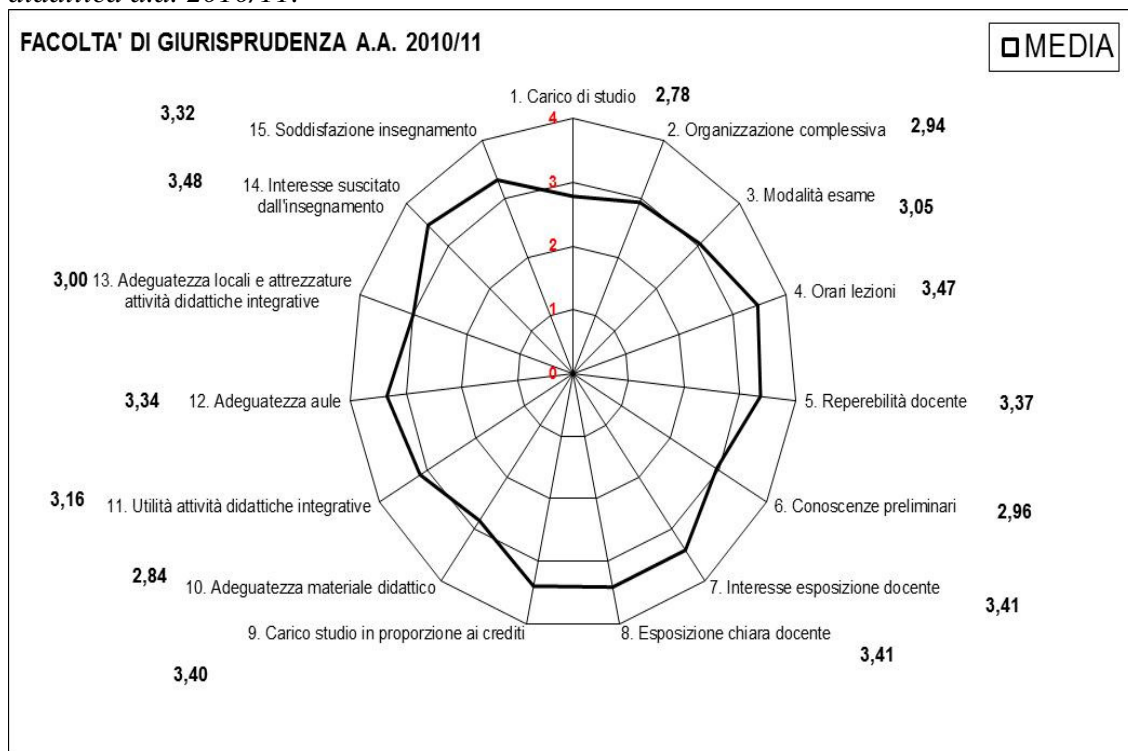 didattica a.a. 2010/11.
FACOLTA' DI GIURISPRUDENZA A.A. 2010/11
MEDIA
1. Carico di studio 2,78
2. Organizzazione complessiva 2,94
3. Modalità esame 3,05
4. Orari lezioni 3,47
5. Reperebilità docente 3,37
6. Conoscenze preliminari 2,96
7. Interesse esposizione docente
3,41
8. Esposizione chiara docente
3,41
9. Carico studio in proporzione ai crediti
3,40
2,84
10. Adeguatezza materiale didattico
3,16 11. Utilità attività didattiche integrative
3,34 12. Adeguatezza aule
3,00 13. Adeguatezza locali e attrezzature
attività didattiche integrative
3,48 14. Interesse suscitato
dall'insegnamento
3,32
15. Soddisfazione insegnamento
4
3
2
1
0